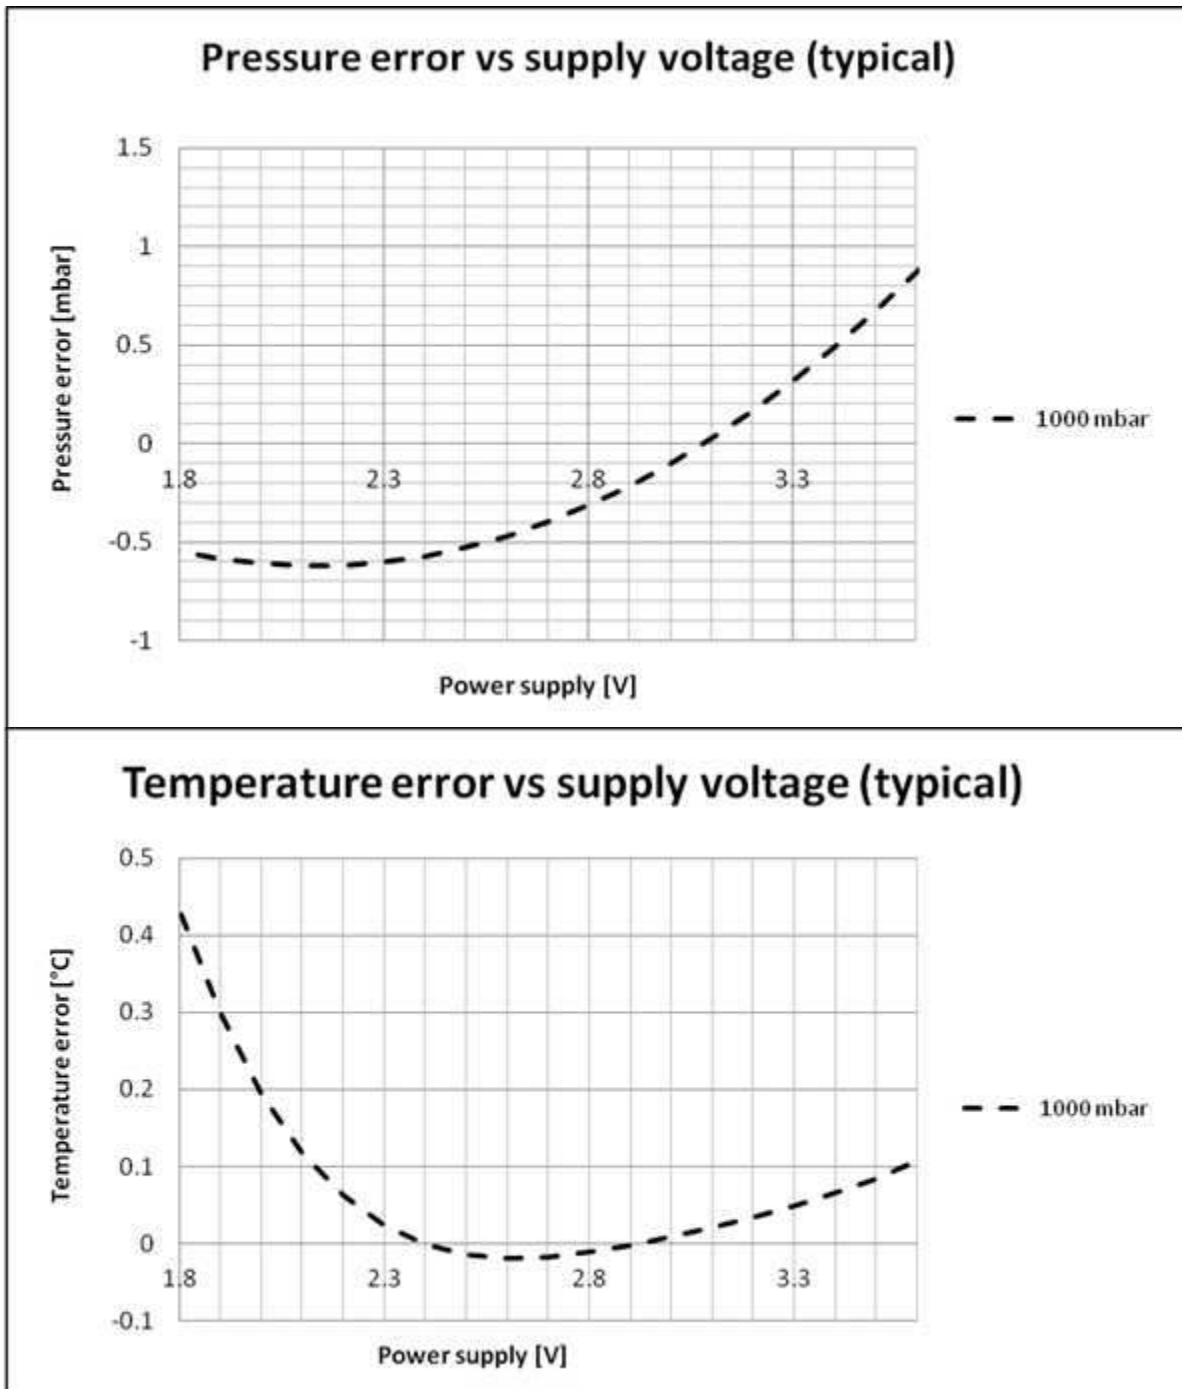 Pressure error vs supply voltage (typical)
1.5
1
0.5
0
-0.5
-1
Pressure error [mbar]
1.8 2.3 2.8 3.3
Power supply [V]
1000 mbar
Temperature error vs supply voltage (typical)
0.5
0.4
0.3
0.2
0.1
0
-0.1
Temperature error [°C]
1.8 2.3 2.8 3.3
Power supply [V]
1000 mbar